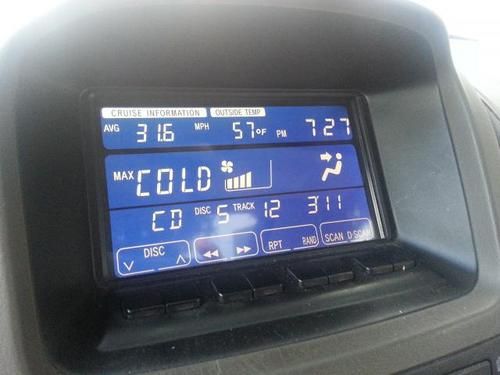 CRUISE INFORMATION OUTSIDE TEMP
AVG 31.6 MPH 57°F PM 7:27
MAX COLD
CD DISC 5 TRACK 12 3'11
DISC RPT RAND SCAN D·SCAN